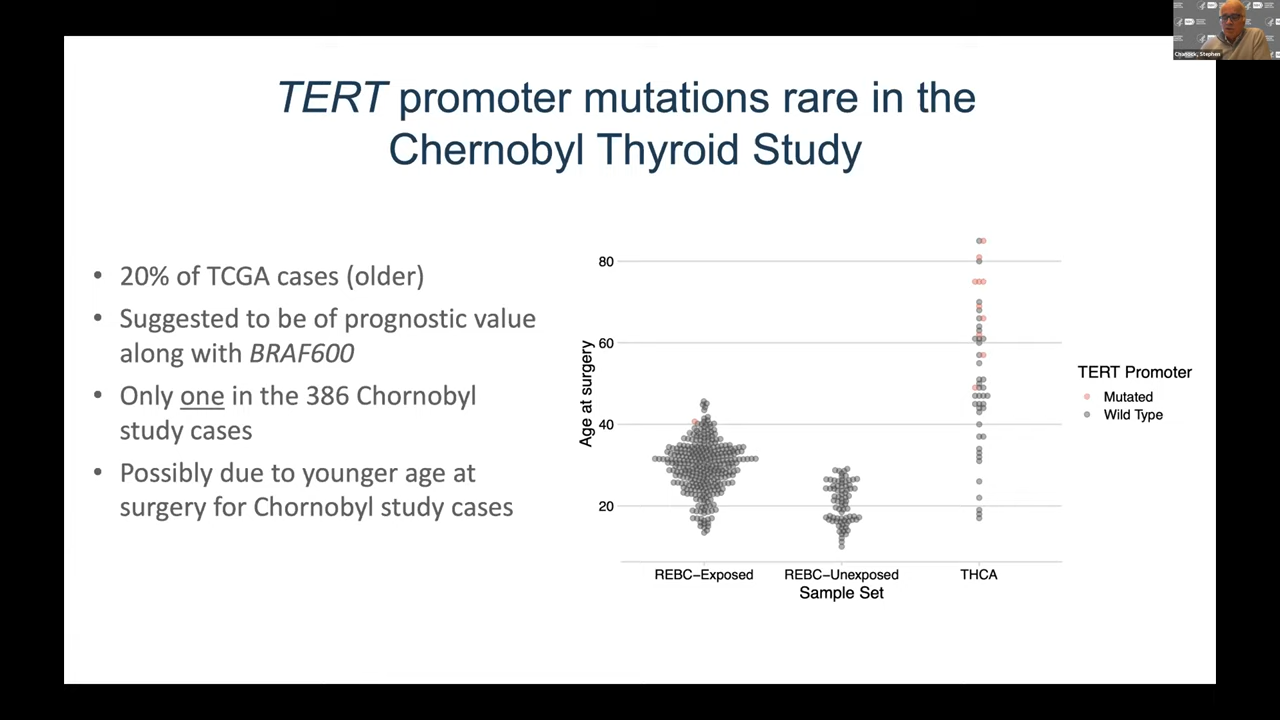 TERT promoter mutations rare in the
Chernobyl Thyroid Study
• 20% of TCGA cases (older)
• Suggested to be of prognostic value
along with BRAF600
• Only one in the 386 Chornobyl
study cases
• Possibly due to younger age at
surgery for Chornobyl study cases
80
60
40
20
Age at surgery
REBC-Exposed
REBC-Unexposed
THCA
Sample Set
TERT Promoter
Mutated
Wild Type
Chanock, Stephen